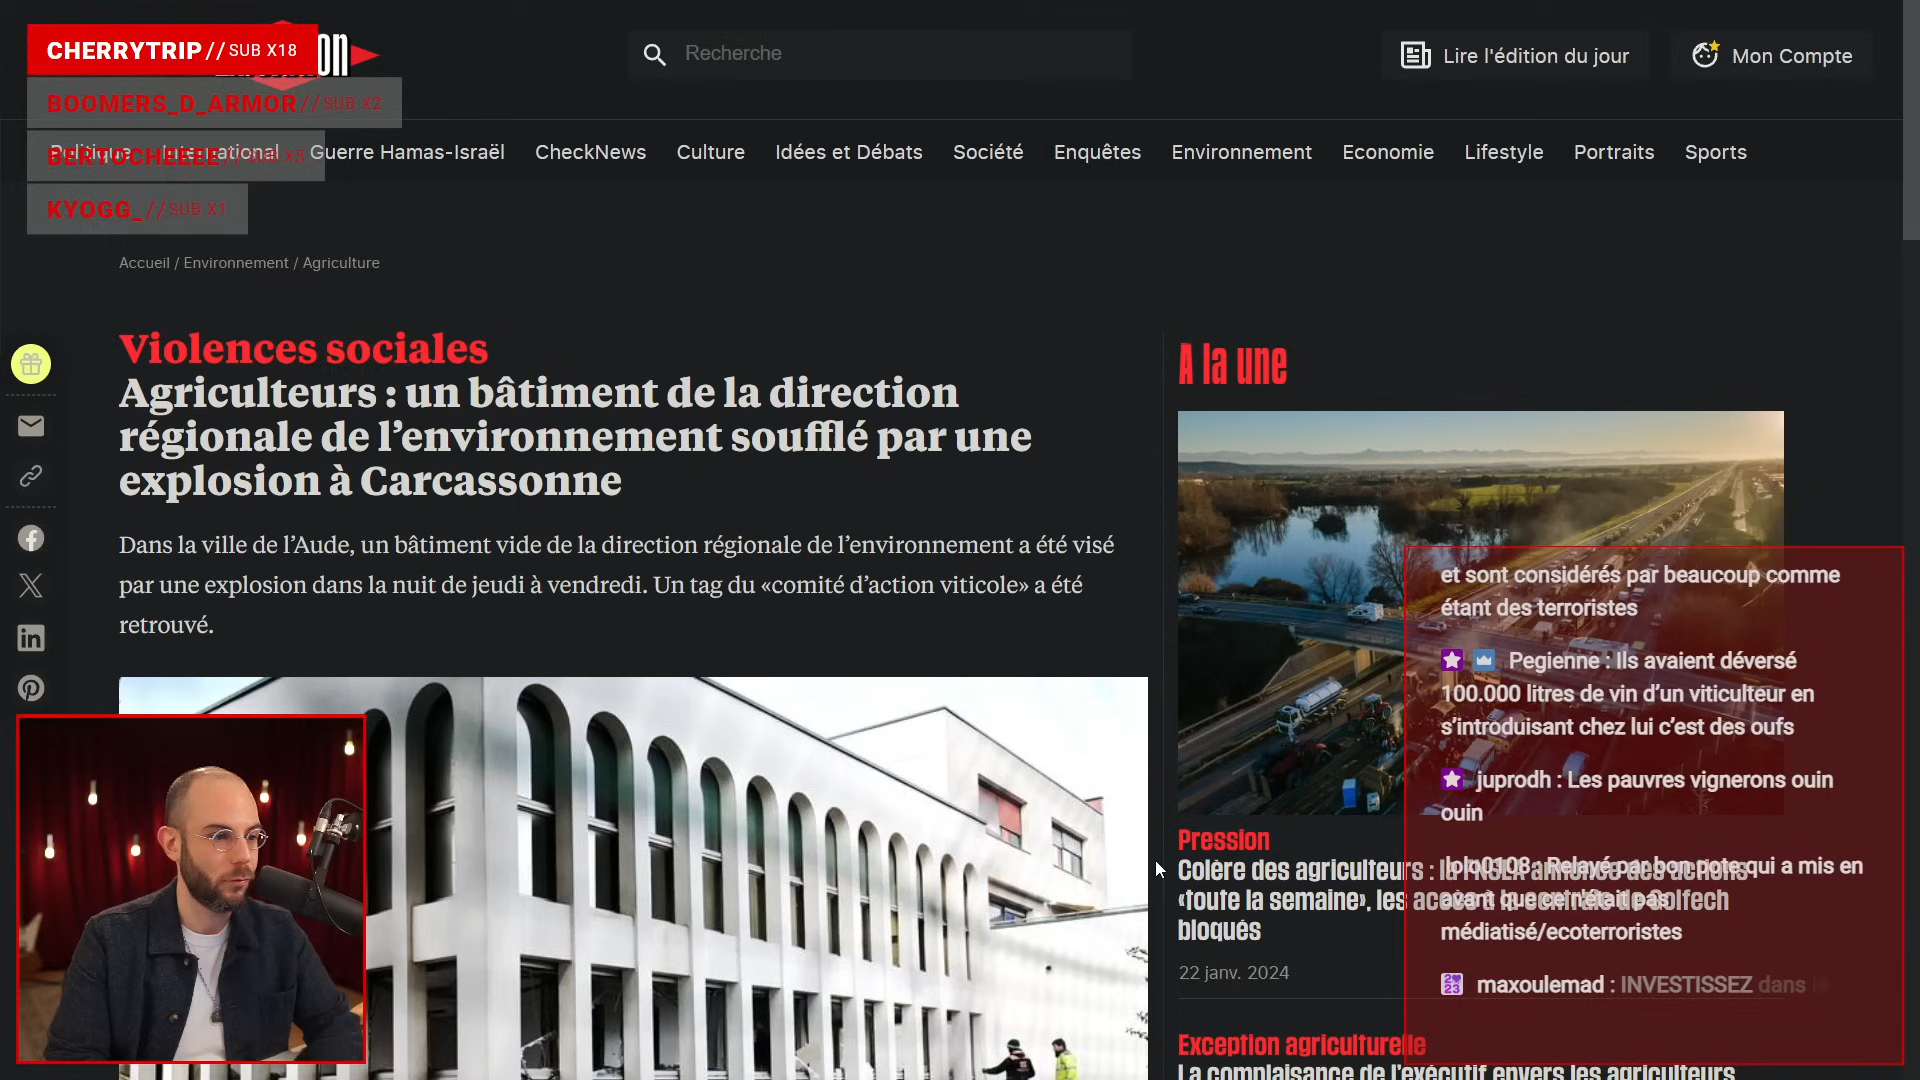 CHERRYTRIP // SUB X18
on
BOOMERS_D_ARMOR // SUB X2
BERTOCHEEEE // SUB X5
KYOGG_ // SUB X1
Recherche
Lire l'édition du jour
Mon Compte
Politique
International
Guerre Hamas-Israël
CheckNews
Culture
Idées et Débats
Société
Enquêtes
Environnement
Economie
Lifestyle
Portraits
Sports
Accueil / Environnement / Agriculture
Violences sociales
Agriculteurs : un bâtiment de la direction
régionale de l’environnement soufflé par une
explosion à Carcassonne
Dans la ville de l’Aude, un bâtiment vide de la direction régionale de l’environnement a été visé
par une explosion dans la nuit de jeudi à vendredi. Un tag du «comité d’action viticole» a été
retrouvé.
A la une
Pression
Colère des agriculteurs : la FNSEA annonce des actions
«toute la semaine», les accès à la centrale de Golfech
bloqués
22 janv. 2024
Exception agriculturelle
La complaisance de l’exécutif envers les agriculteurs
et sont considérés par beaucoup comme
étant des terroristes
Pegienne : Ils avaient déversé
100.000 litres de vin d’un viticulteur en
s’introduisant chez lui c’est des oufs
juprodh : Les pauvres vignerons ouin
ouin
lolo0108 : Relayé par bon pote qui a mis en
avant que ce n'était pas
médiatisé/ecoterroristes
maxoulemad : INVESTISSEZ dans